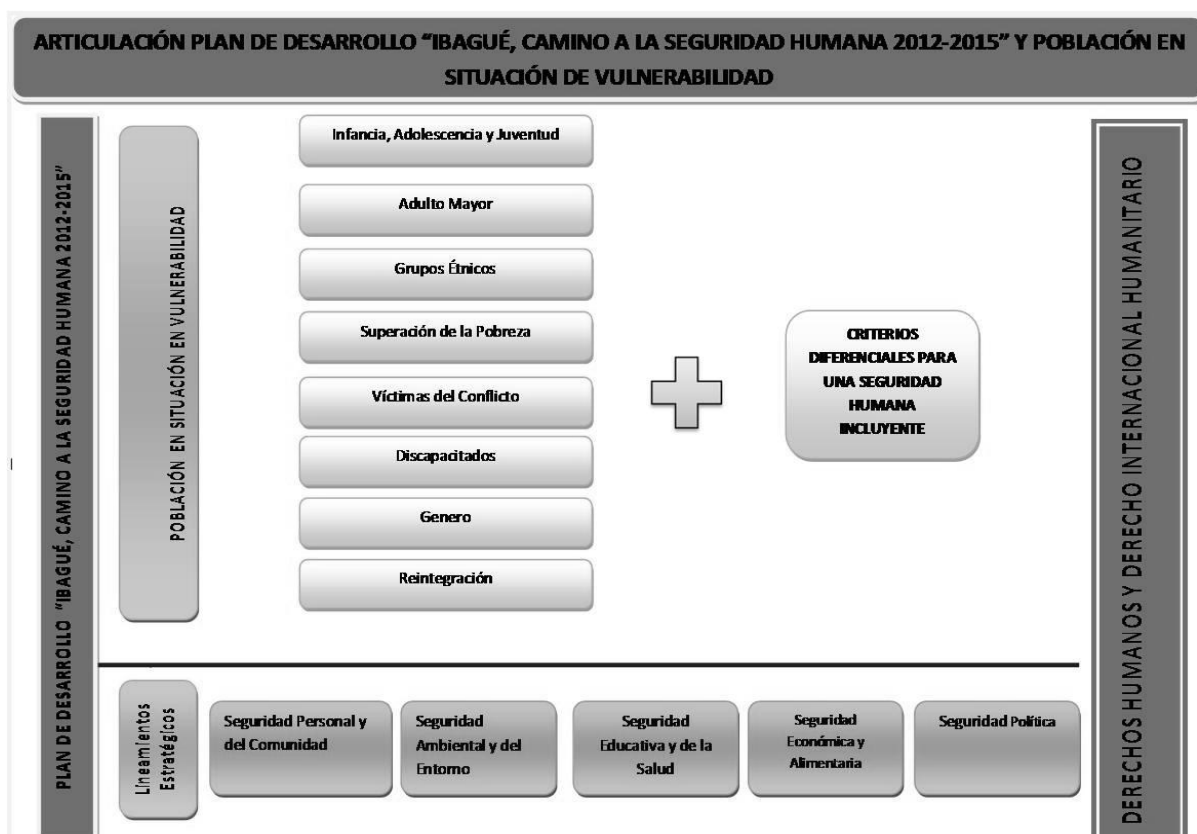 ARTICULACIÓN PLAN DE DESARROLLO “IBAGUÉ, CAMINO A LA SEGURIDAD HUMANA 2012-2015” Y POBLACIÓN EN
SITUACIÓN DE VULNERABILIDAD
PLAN DE DESARROLLO “IBAGUÉ, CAMINO A LA SEGURIDAD HUMANA 2012-2015”
POBLACIÓN EN SITUACIÓN EN VULNERABILIDAD
Infancia, Adolescencia y Juventud
Adulto Mayor
Grupos Étnicos
Superación de la Pobreza
Víctimas del Conflicto
Discapacitados
Genero
Reintegración
CRITERIOS
DIFERENCIALES PARA
UNA SEGURIDAD
HUMANA
INCLUYENTE
DERECHOS HUMANOS Y DERECHO INTERNACIONAL HUMANITARIO
Lineamientos
Estratégicos
Seguridad Personal y
del Comunidad
Seguridad
Ambiental y del
Entorno
Seguridad
Educativa y de la
Salud
Seguridad
Económica y
Alimentaria
Seguridad Política